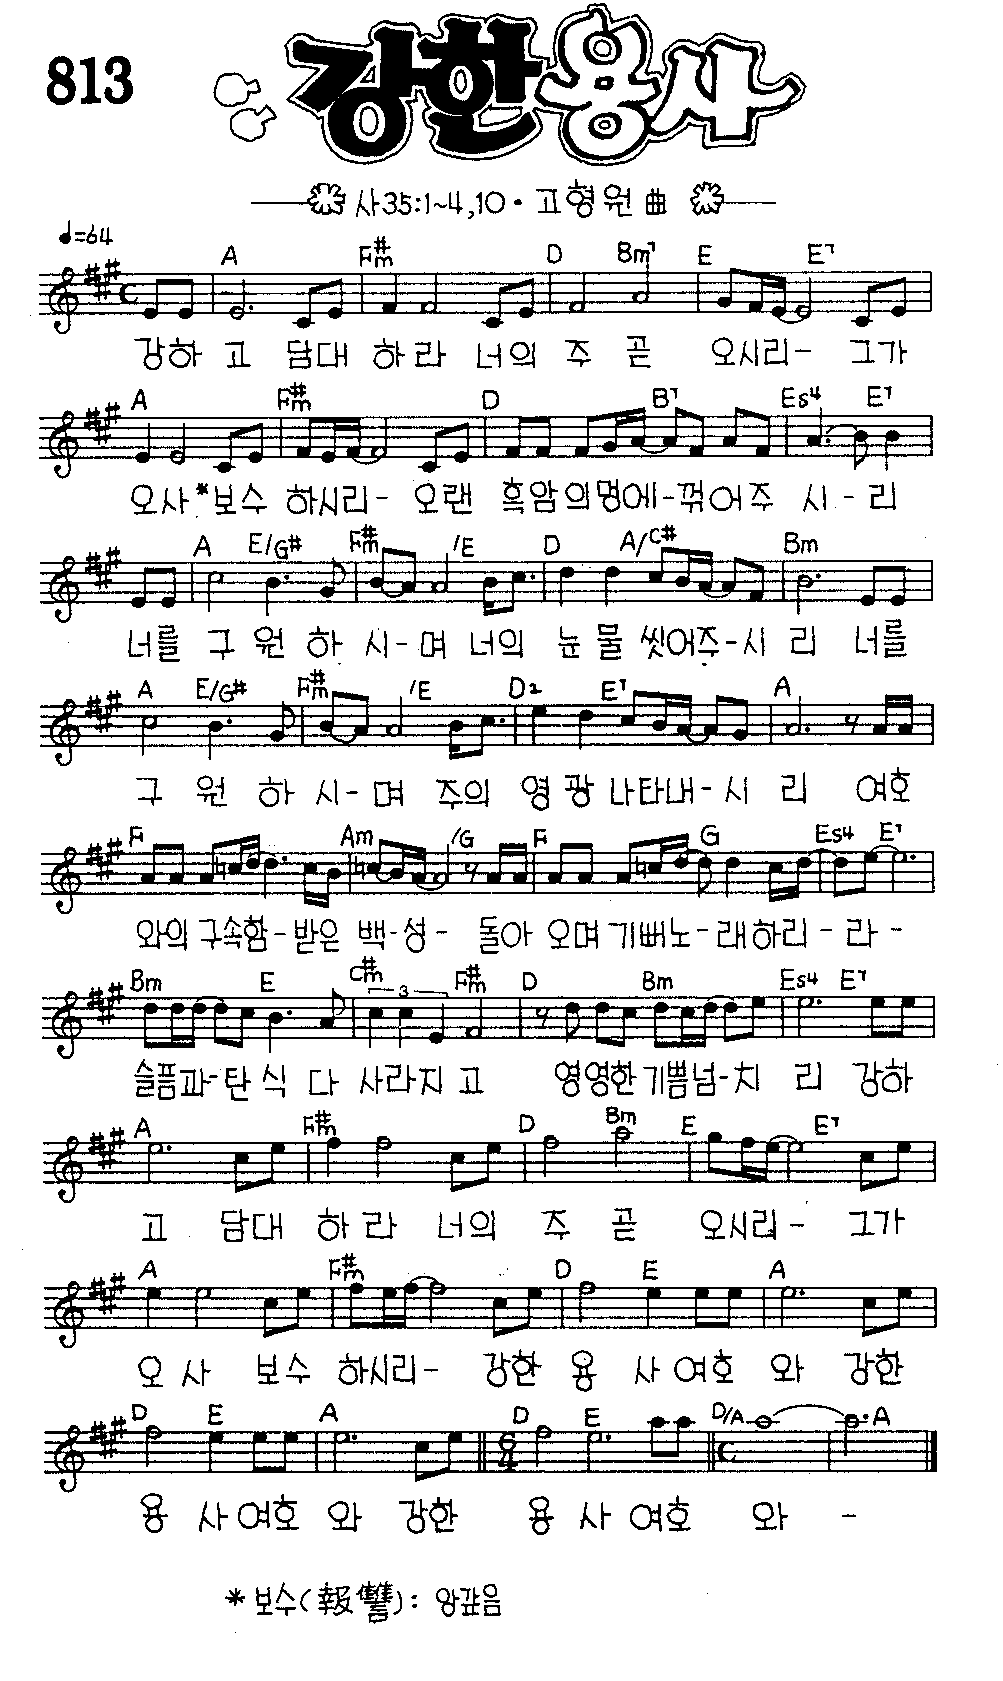 813
강한용사
사35:1~4,10・고형원 曲
♩=64
A F#m D Bm7 E E7
강하 고 담대 하 라 너의 주 곧 오시리- 그가
A F#m D B7 Es4 E7
오사*보수 하시리- 오랜 흑암의멍에-꺾어주 시-리
A E/G# F#m /E D A/C# Bm
너를 구 원 하 시-며 너의 눈 물 씻어주-시 리 너를
A E/G# F#m /E D2 E7 A
구 원 하 시-며 주의 영 광 나타내-시 리 여호
F Am /G F G Es4 E7
와의 구속함-받은 백-성- 돌아 오며 기뻐노-래하리-라-
Bm E C#m 3 F#m D Bm Es4 E7
슬픔과-탄 식 다 사라지 고 영영한기쁨넘-치 리 강하
A F#m D Bm E E7
고 담대 하 라 너의 주 곧 오시리- 그가
A F#m D E A
오 사 보수 하시리- 강한 용 사 여호 와 강한
D E A D E D/A A
6/4
용 사 여호 와 강한 용 사 여호 와 -
*보수(報讐): 앙갚음